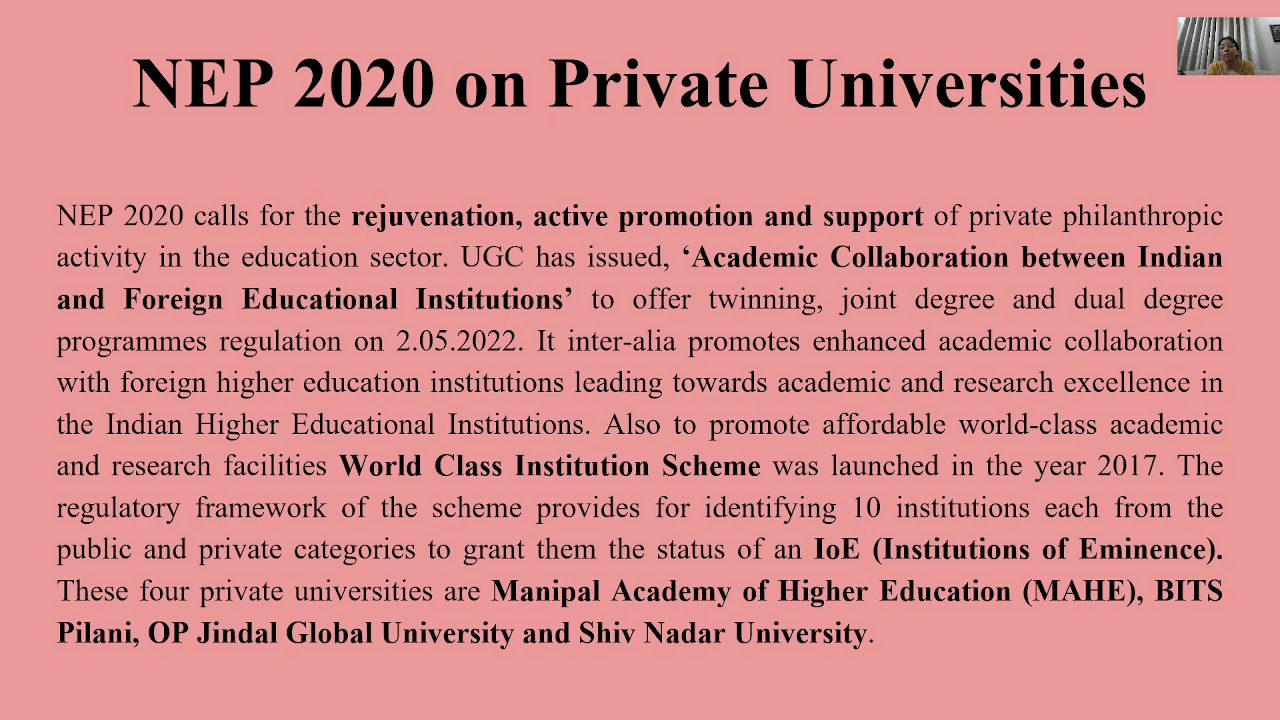 NEP 2020 on Private Universities
NEP 2020 calls for the rejuvenation, active promotion and support of private philanthropic
activity in the education sector. UGC has issued, ‘Academic Collaboration between Indian
and Foreign Educational Institutions’ to offer twinning, joint degree and dual degree
programmes regulation on 2.05.2022. It inter-alia promotes enhanced academic collaboration
with foreign higher education institutions leading towards academic and research excellence in
the Indian Higher Educational Institutions. Also to promote affordable world-class academic
and research facilities World Class Institution Scheme was launched in the year 2017. The
regulatory framework of the scheme provides for identifying 10 institutions each from the
public and private categories to grant them the status of an IoE (Institutions of Eminence).
These four private universities are Manipal Academy of Higher Education (MAHE), BITS
Pilani, OP Jindal Global University and Shiv Nadar University.